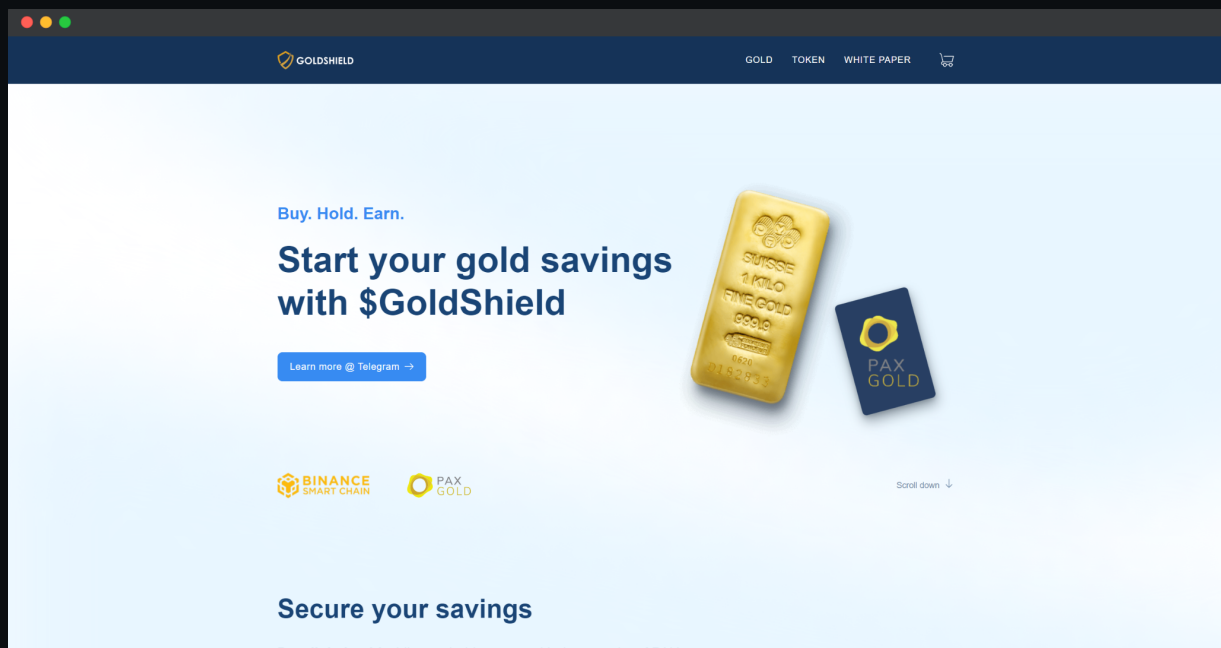 GOLDSHIELD
GOLD TOKEN WHITE PAPER
Buy. Hold. Earn.
Start your gold savings
with $GoldShield
Learn more @ Telegram →
SUISSE
1 KILO
FINE GOLD
999.9
0620
PAX
GOLD
BINANCE
SMART CHAIN
PAX
GOLD
Scroll down ↓
Secure your savings